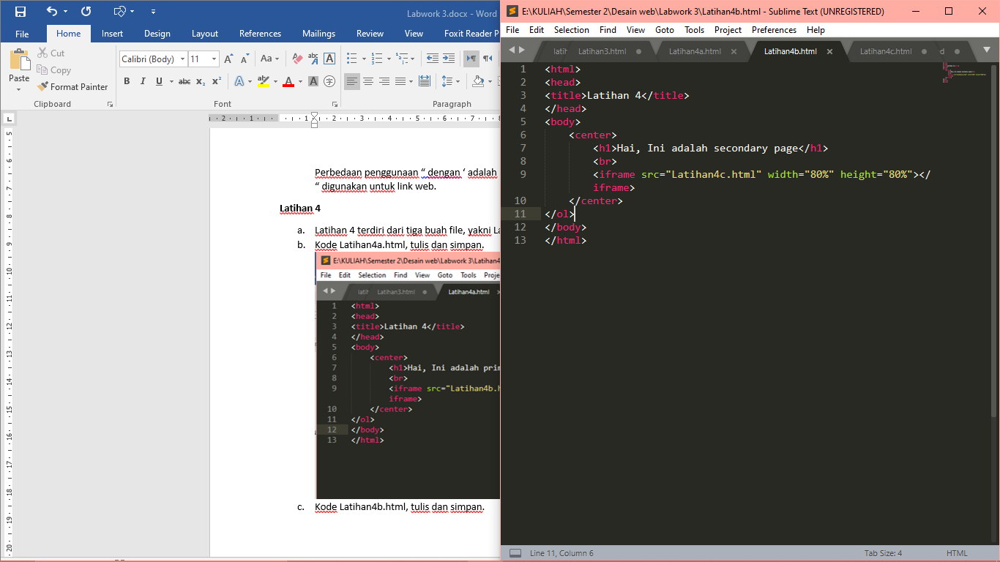 Labwork 3.docx - Word
File Home Insert Design Layout References Mailings Review View Foxit Reader P
Cut
Copy
Format Painter
Paste
Calibri (Body) 11
Clipboard
Font
Paragraph
Perbedaan penggunaan “ dengan ‘ adalah
“ digunakan untuk link web.
Latihan 4
a. Latihan 4 terdiri dari tiga buah file, yakni La
b. Kode Latihan4a.html, tulis dan simpan.
E:\KULIAH\Semester 2\Desain web\Labwork 3\Latihan4
File Edit Selection Find View Goto Tools Proje
latih Latihan3.html Latihan4a.html
1 <html>
2 <head>
3 <title>Latihan 4</title>
4 </head>
5 <body>
6 <center>
7 <h1>Hai, Ini adalah prim
8 <br>
9 <iframe src="Latihan4b.h
iframe>
10 </center>
11 </ol>
12 </body>
13 </html>
c. Kode Latihan4b.html, tulis dan simpan.
E:\KULIAH\Semester 2\Desain web\Labwork 3\Latihan4b.html - Sublime Text (UNREGISTERED)
File Edit Selection Find View Goto Tools Project Preferences Help
latih Latihan3.html Latihan4a.html Latihan4b.html Latihan4c.html d
1 <html>
2 <head>
3 <title>Latihan 4</title>
4 </head>
5 <body>
6 <center>
7 <h1>Hai, Ini adalah secondary page</h1>
8 <br>
9 <iframe src="Latihan4c.html" width="80%" height="80%"></
iframe>
10 </center>
11 </ol>
12 </body>
13 </html>
Line 11, Column 6
Tab Size: 4
HTML